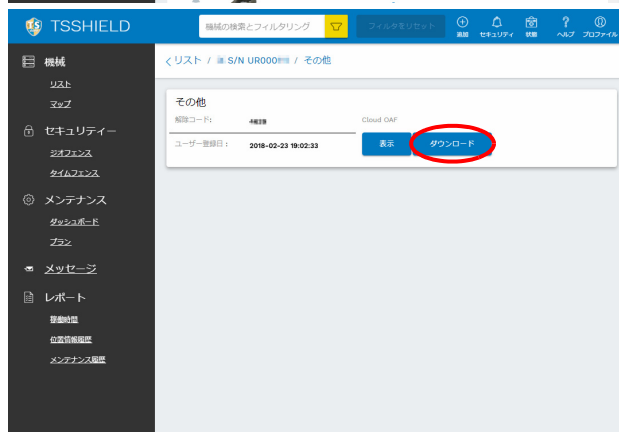 TSSHIELD
機械の検索とフィルタリング
フィルタをリセット
追加
セキュリティ
状態
ヘルプ
プロファイル
機械
リスト
マップ
セキュリティー
ジオフェンス
タイムフェンス
メンテナンス
ダッシュボード
プラン
メッセージ
レポート
稼働時間
位置情報履歴
メンテナンス履歴
く リスト / S/N UR000 / その他
その他
解除コード:
Cloud OAF
ユーザー登録日: 2018-02-23 19:02:33
表示
ダウンロード